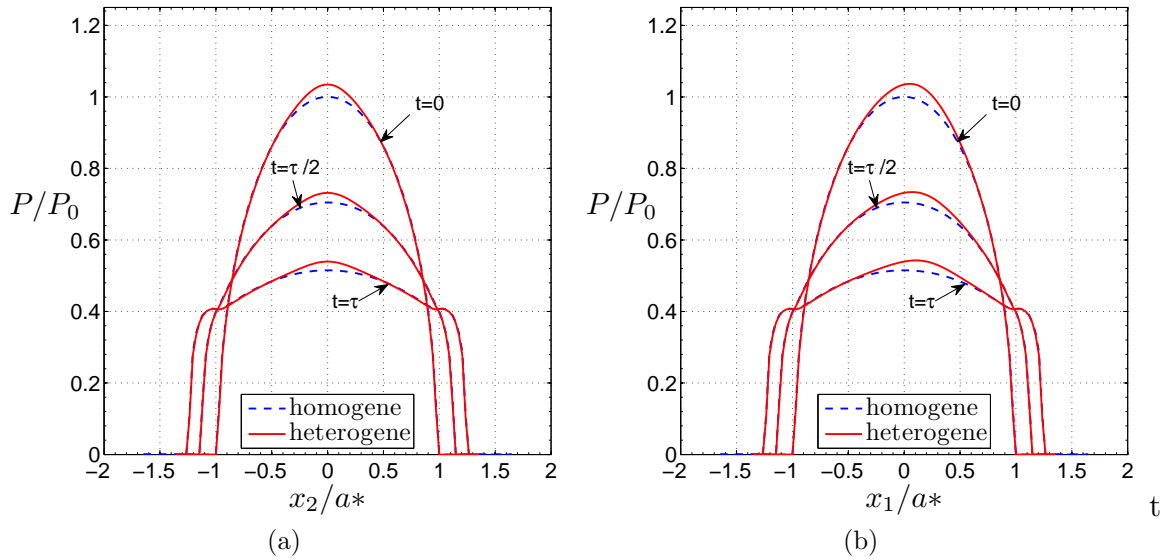 1.2
1
0.8
0.6
0.4
0.2
0
P/P₀
t=0
t=τ/2
t=τ
homogene
heterogene
−2 −1.5 −1 −0.5 0 0.5 1 1.5 2
x₂/a*
(a)
1.2
1
0.8
0.6
0.4
0.2
0
P/P₀
t=0
t=τ/2
t=τ
homogene
heterogene
−2 −1.5 −1 −0.5 0 0.5 1 1.5 2
x₁/a*
t
(b)